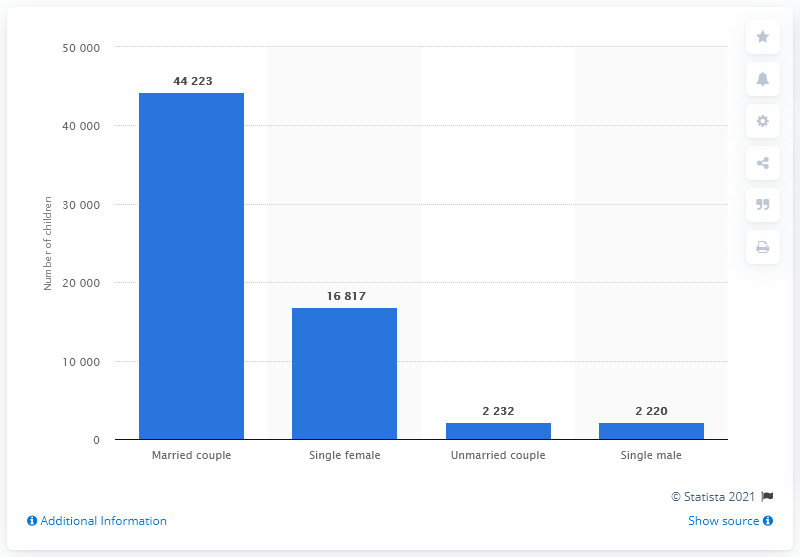 50 000
40 000
30 000
20 000
10 000
0
Number of children
44 223
16 817
2 232
2 220
Married couple
Single female
Unmarried couple
Single male
© Statista 2021
Additional Information
Show source